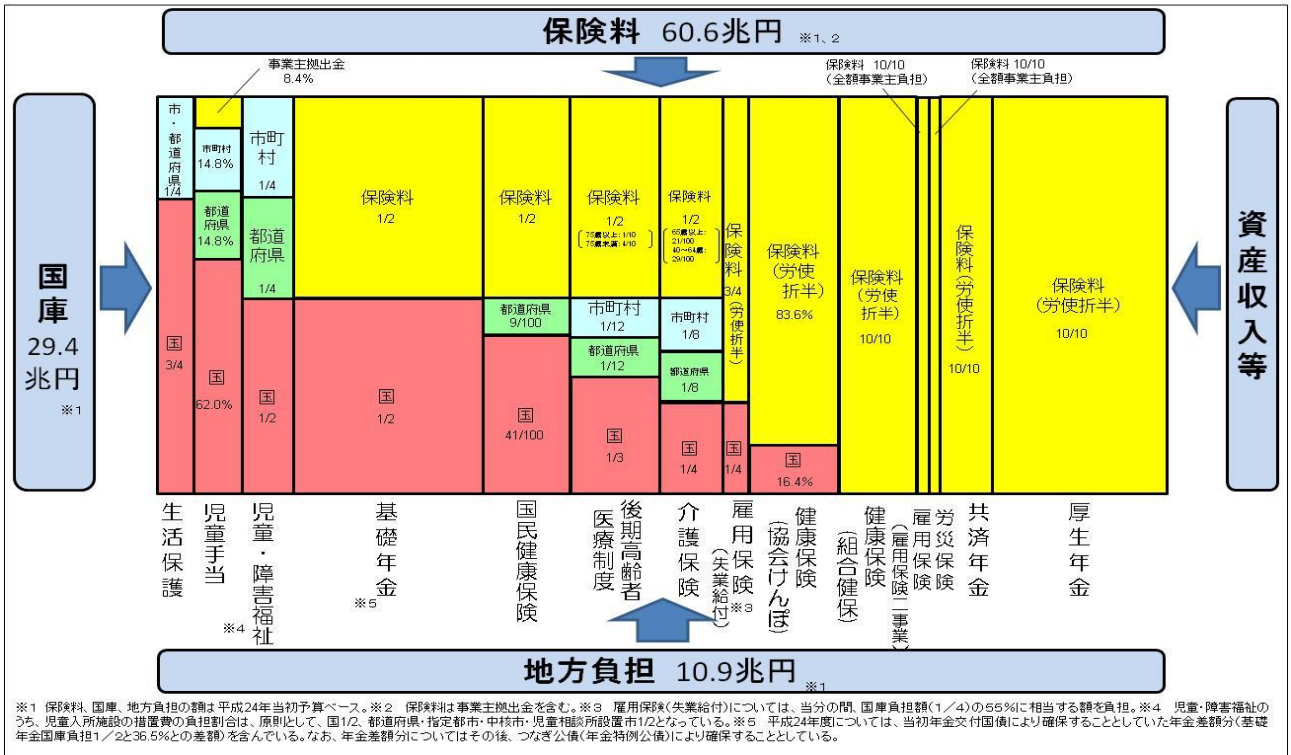 保険料 60.6兆円 ※1、2
事業主拠出金
8.4%
保険料 10/10
(全額事業主負担)
保険料 10/10
(全額事業主負担)
国庫
29.4
兆円
※1
資産収入等
市・都道府県
1/4
国
3/4
市町村
14.8%
都道
府県
14.8%
国
62.0%
市町
村
1/4
都道
府県
1/4
国
1/2
保険料
1/2
国
1/2
保険料
1/2
都道府県
9/100
国
41/100
保険料
1/2
75歳以上:1/10
75歳未満:4/10
市町村
1/12
都道府県
1/12
国
1/3
保険料
1/2
65歳以上:
21/100
40~64歳:
29/100
市町村
1/8
都道府県
1/8
国
1/4
保険料
3/4
(労使折半)
国
1/4
保険料
(労使
折半)
83.6%
国
16.4%
保険料
(労使
折半)
10/10
保険料(労使折半)
10/10
保険料
(労使折半)
10/10
生活保護
児童手当
児童・障害福祉
※4
基礎年金
※5
国民健康保険
後期高齢者
医療制度
介護保険
雇用保険
(失業給付)
※3
健康保険
(協会けんぽ)
健康保険
(組合健保)
雇用保険
(雇用保険二事業)
労災保険
共済年金
厚生年金
地方負担 10.9兆円 ※1
※1 保険料、国庫、地方負担の額は平成24年当初予算ベース。※2 保険料は事業主拠出金を含む。※3 雇用保険(失業給付)については、当分の間、国庫負担額(1/4)の55%に相当する額を負担。※4 児童・障害福祉の
うち、児童入所施設の措置費の負担割合は、原則として、国1/2、都道府県・指定都市・中核市・児童相談所設置市1/2となっている。※5 平成24年度については、当初年金交付国債により確保することとしていた年金差額分(基礎
年金国庫負担1/2と36.5%との差額)を含んでいる。なお、年金差額分についてはその後、つなぎ公債(年金特例公債)により確保することとしている。